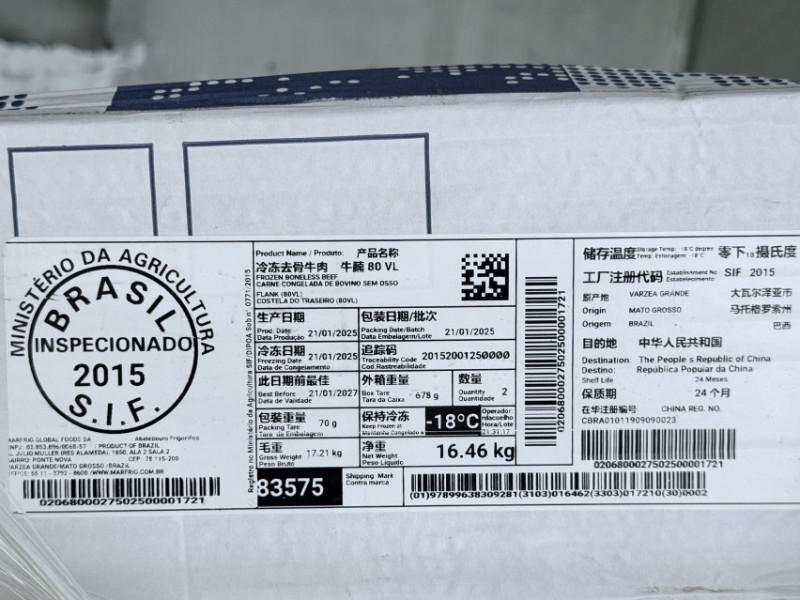 MINISTÉRIO DA AGRICULTURA
BRASIL
INSPECIONADO
2015
S.I.F.
MARFRIG GLOBAL FOODS SA
Abatedouro Frigorífico
PRODUCT OF BRAZIL
VARZEA GRANDE/MATO GROSSO /BRAZIL
WWW.MARFRIG.COM.BR
02068000275025000001721
Product Name / Produto: 产品名称
冷冻去骨牛肉 牛腩 80 VL
FROZEN BONELESS BEEF
CARNE CONGELADA DE BOVINO SEM OSSO
FLANK (80VL)
COSTELA DO TRASEIRO (80VL)
生产日期
Prod. Date
Data Produção 21/01/2025
包装日期/批次
Packing Date/Batch
Data Embalagem/Lote 21/01/2025
冷冻日期
Freezing Date
Data Congelação 21/01/2025
追踪码
Traceability Code
Cod.Rastreabilidade 20152001250000
此日期前最佳
Best Before
Data de Validade 21/01/2027
外箱重量
Box Tare
Tara da Caixa 678 g
数量
Quantity
Quantidade 2
包装重量
Packing Tare
Tara de Embalagem 70 g
保持冷冻
Keep Frozen at
Mantenha Congelado -18°C
Operador:
21:31:17
毛重
Gross Weight
Peso Bruto 17.21 kg
净重
Net Weight
Peso Líquido 16.46 kg
83575
Shipping Mark
Contra marca
(01)97899638309281(3103)016462(3303)017210(30)0002
储存温度 零下18摄氏度
工厂注册代码 Establishment No
Estabelecimento SIF 2015
原产地 VARZEA GRANDE 大瓦尔泽亚市
Origin MATO GROSSO 马托格罗索州
Origem BRAZIL 巴西
目的地 中华人民共和国
Destination: The People s Republic of China
Destino: República Popular da China
Shelf Life 24 Meses
保质期 24 个月
在华注册编号 CHINA REG. NO.
CBRA01011909090023